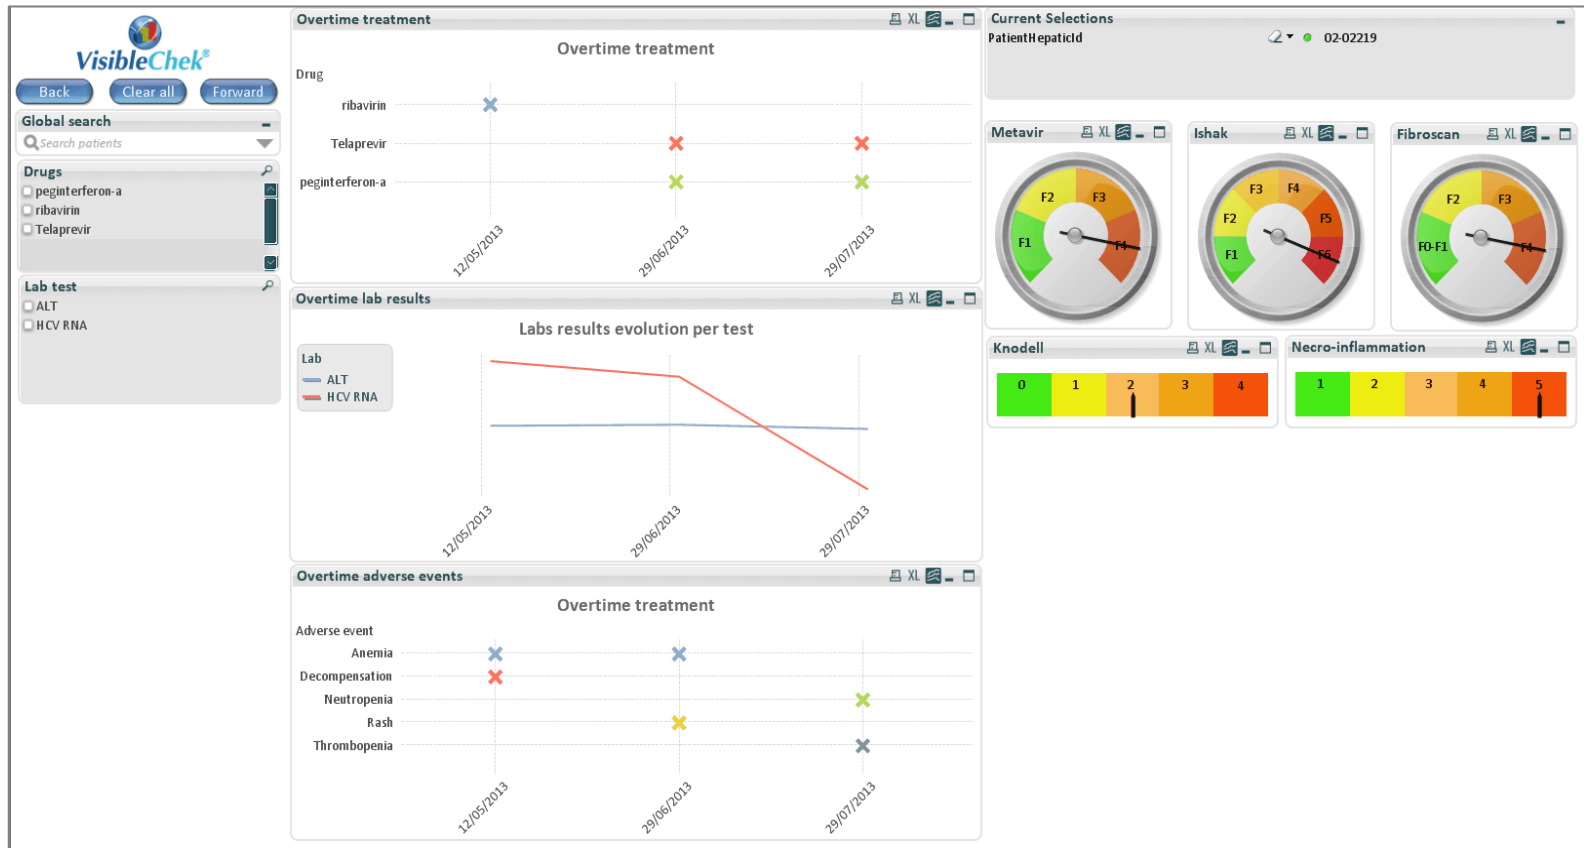 VisibleChek®
Back
Clear all
Forward
Global search
Search patients
Drugs
peginterferon-a
ribavirin
Telaprevir
Lab test
ALT
HCV RNA
Overtime treatment
XL
Overtime treatment
Drug
ribavirin
Telaprevir
peginterferon-a
12/05/2013
29/06/2013
29/07/2013
Overtime lab results
XL
Labs results evolution per test
Lab
ALT
HCV RNA
12/05/2013
29/06/2013
29/07/2013
Overtime adverse events
XL
Overtime treatment
Adverse event
Anemia
Decompensation
Neutropenia
Rash
Thrombopenia
12/05/2013
29/06/2013
29/07/2013
Current Selections
PatientHepaticId 02-02219
Metavir XL
F1
F2
F3
F4
Ishak XL
F1
F2
F3
F4
F5
F6
Fibroscan XL
F0-F1
F2
F3
F4
Knodell XL
0 1 2 3 4
Necro-inflammation XL
1 2 3 4 5